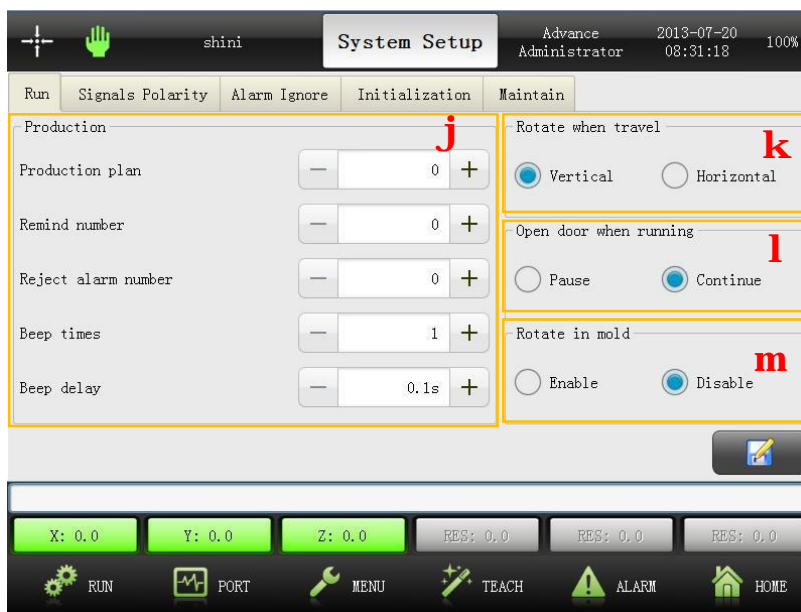 shini System Setup Advance Administrator 2013-07-20 08:31:18 100%
Run Signals Polarity Alarm Ignore Initialization Maintain
Production j
Production plan 0
Remind number 0
Reject alarm number 0
Beep times 1
Beep delay 0.1s
Rotate when travel k
Vertical Horizontal
Open door when running l
Pause Continue
Rotate in mold m
Enable Disable
X: 0.0 Y: 0.0 Z: 0.0 RES: 0.0 RES: 0.0 RES: 0.0
RUN PORT MENU TEACH ALARM HOME